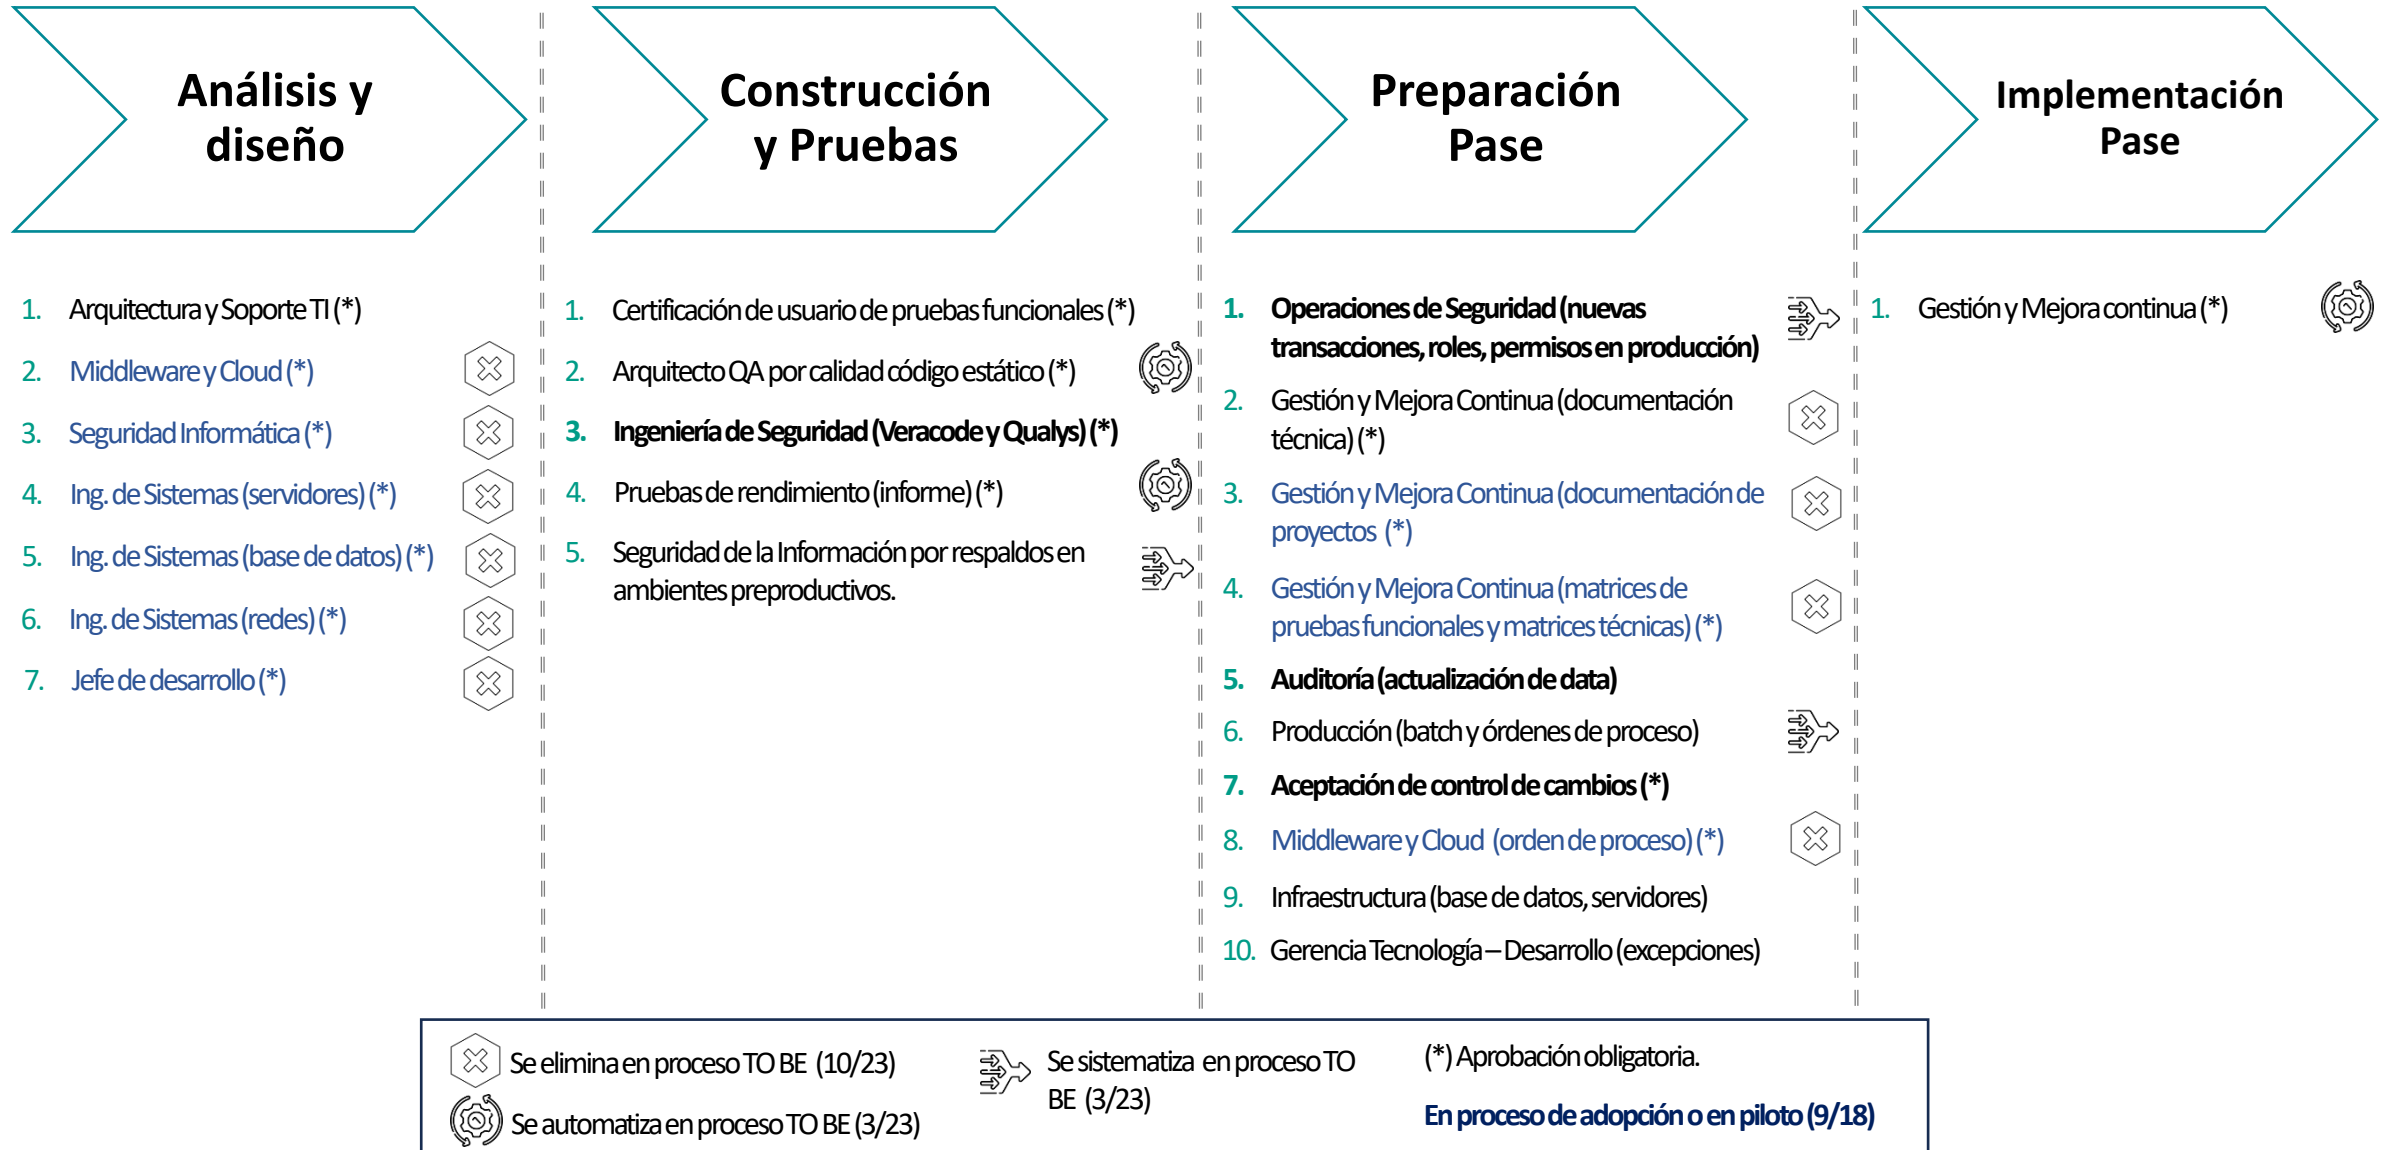 Análisis y
diseño
Construcción
y Pruebas
Preparación
Pase
Implementación
Pase
1. Arquitectura y Soporte TI (*)
2. Middleware y Cloud (*)
3. Seguridad Informática (*)
4. Ing. de Sistemas (servidores) (*)
5. Ing. de Sistemas (base de datos) (*)
6. Ing. de Sistemas (redes) (*)
7. Jefe de desarrollo (*)
1. Certificación de usuario de pruebas funcionales (*)
2. Arquitecto QA por calidad código estático (*)
3. Ingeniería de Seguridad (Veracode y Qualys) (*)
4. Pruebas de rendimiento (informe) (*)
5. Seguridad de la Información por respaldos en
ambientes preproductivos.
1. Operaciones de Seguridad (nuevas
transacciones, roles, permisos en producción)
2. Gestión y Mejora Continua (documentación
técnica) (*)
3. Gestión y Mejora Continua (documentación de
proyectos (*)
4. Gestión y Mejora Continua (matrices de
pruebas funcionales y matrices técnicas) (*)
5. Auditoría (actualización de data)
6. Producción (batch y órdenes de proceso)
7. Aceptación de control de cambios (*)
8. Middleware y Cloud (orden de proceso) (*)
9. Infraestructura (base de datos, servidores)
10. Gerencia Tecnología – Desarrollo (excepciones)
1. Gestión y Mejora continua (*)
Se elimina en proceso TO BE (10/23)
Se automatiza en proceso TO BE (3/23)
Se sistematiza en proceso TO
BE (3/23)
(*) Aprobación obligatoria.
En proceso de adopción o en piloto (9/18)